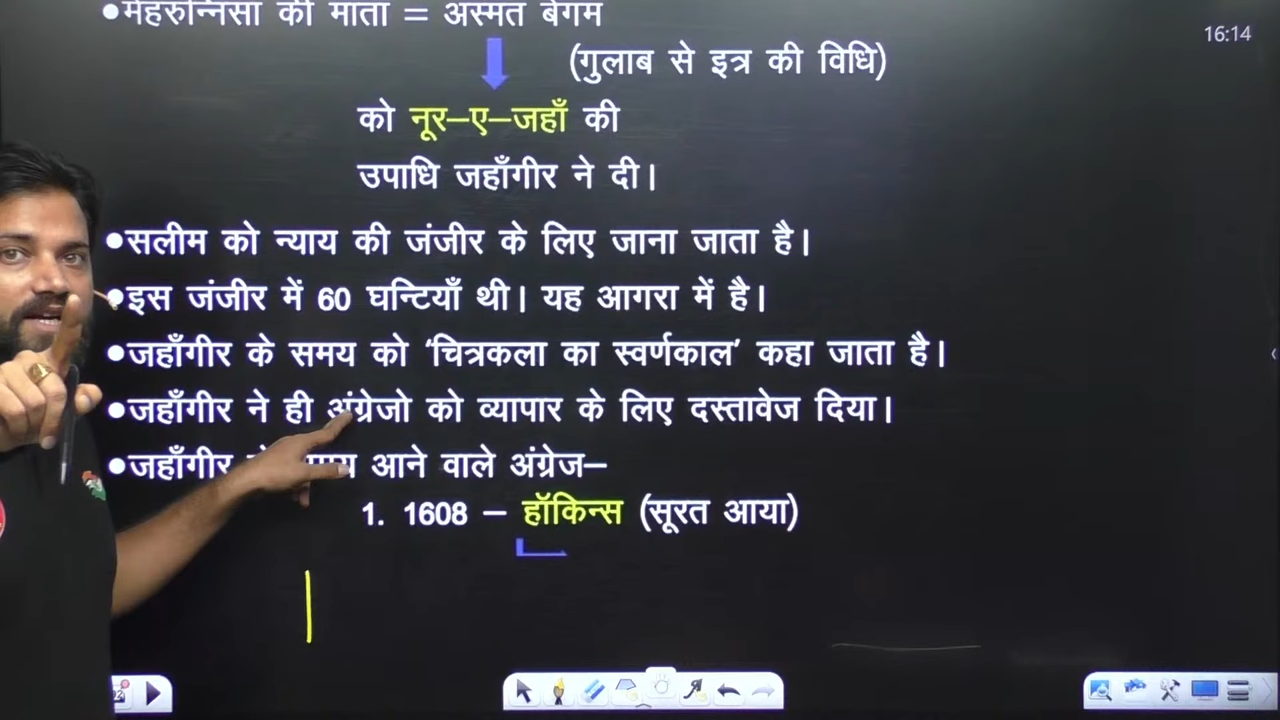 •मेहरुन्निसा की माता = अस्मत बेगम
16:14
(गुलाब से इत्र की विधि)
को नूर–ए–जहाँ की
उपाधि जहाँगीर ने दी।
•सलीम को न्याय की जंजीर के लिए जाना जाता है।
•इस जंजीर में 60 घन्टियाँ थी। यह आगरा में है।
•जहाँगीर के समय को ‘चित्रकला का स्वर्णकाल’ कहा जाता है।
•जहाँगीर ने ही अंग्रेजो को व्यापार के लिए दस्तावेज दिया।
•जहाँगीर आने वाले अंग्रेज–
1. 1608 – हॉकिन्स (सूरत आया)